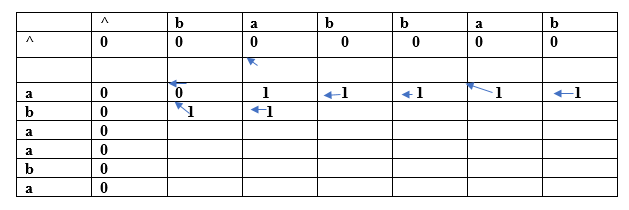 ^ b a b b a b
^ 0 0 0 0 0 0 0
a 0 0 1 1 1 1 1
b 0 1 1
a 0
a 0
b 0
a 0